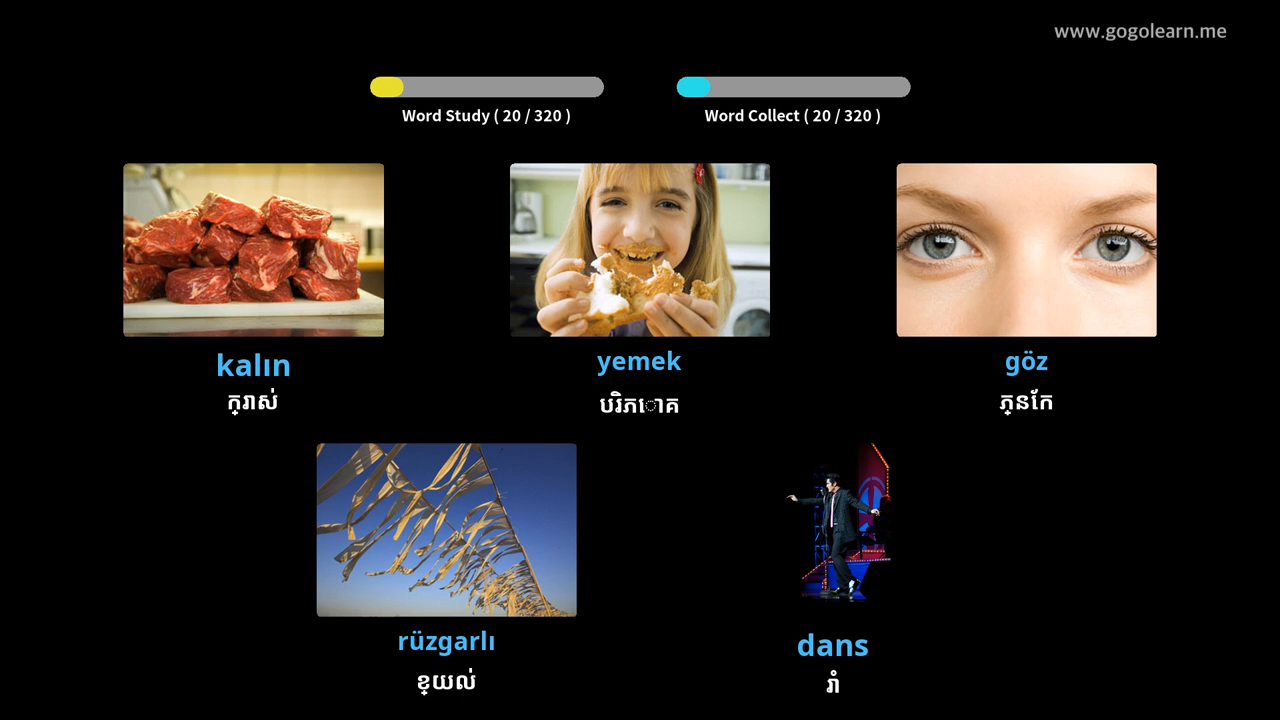 www.gogolearn.me
Word Study ( 20 / 320 )
Word Collect ( 20 / 320 )
kalın
ក្រាស់
yemek
បរិភោគ
göz
ភ្នែក
rüzgarlı
ខ្យល់
dans
រាំ